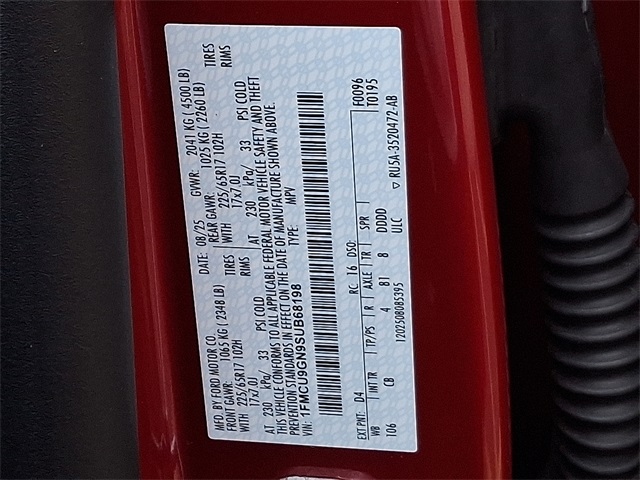 MFD. BY FORD MOTOR CO. DATE: 08/25 GVWR: 2041 KG ( 4500 LB)
FRONT GAWR: 1065 KG ( 2348 LB) REAR GAWR: 1025 KG ( 2260 LB)
WITH 225/65R17 102H TIRES WITH 225/65R17 102H TIRES
17x7.0J RIMS 17x7.0J RIMS
AT 230 kPa/ 33 PSI COLD AT 230 kPa/ 33 PSI COLD
THIS VEHICLE CONFORMS TO ALL APPLICABLE FEDERAL MOTOR VEHICLE SAFETY AND THEFT
PREVENTION STANDARDS IN EFFECT ON THE DATE OF MANUFACTURE SHOWN ABOVE.
VIN: 1FMCU9GN9SUB68198 TYPE: MPV
F0096
T0195
EXT PNT: D4 RC: 16 DSO:
WB INT TR TP/PS R AXLE TR SPR
106 CB 4 81 8 DDDD
ULC
1202508085395 ▽ RU5A-3520472-AB